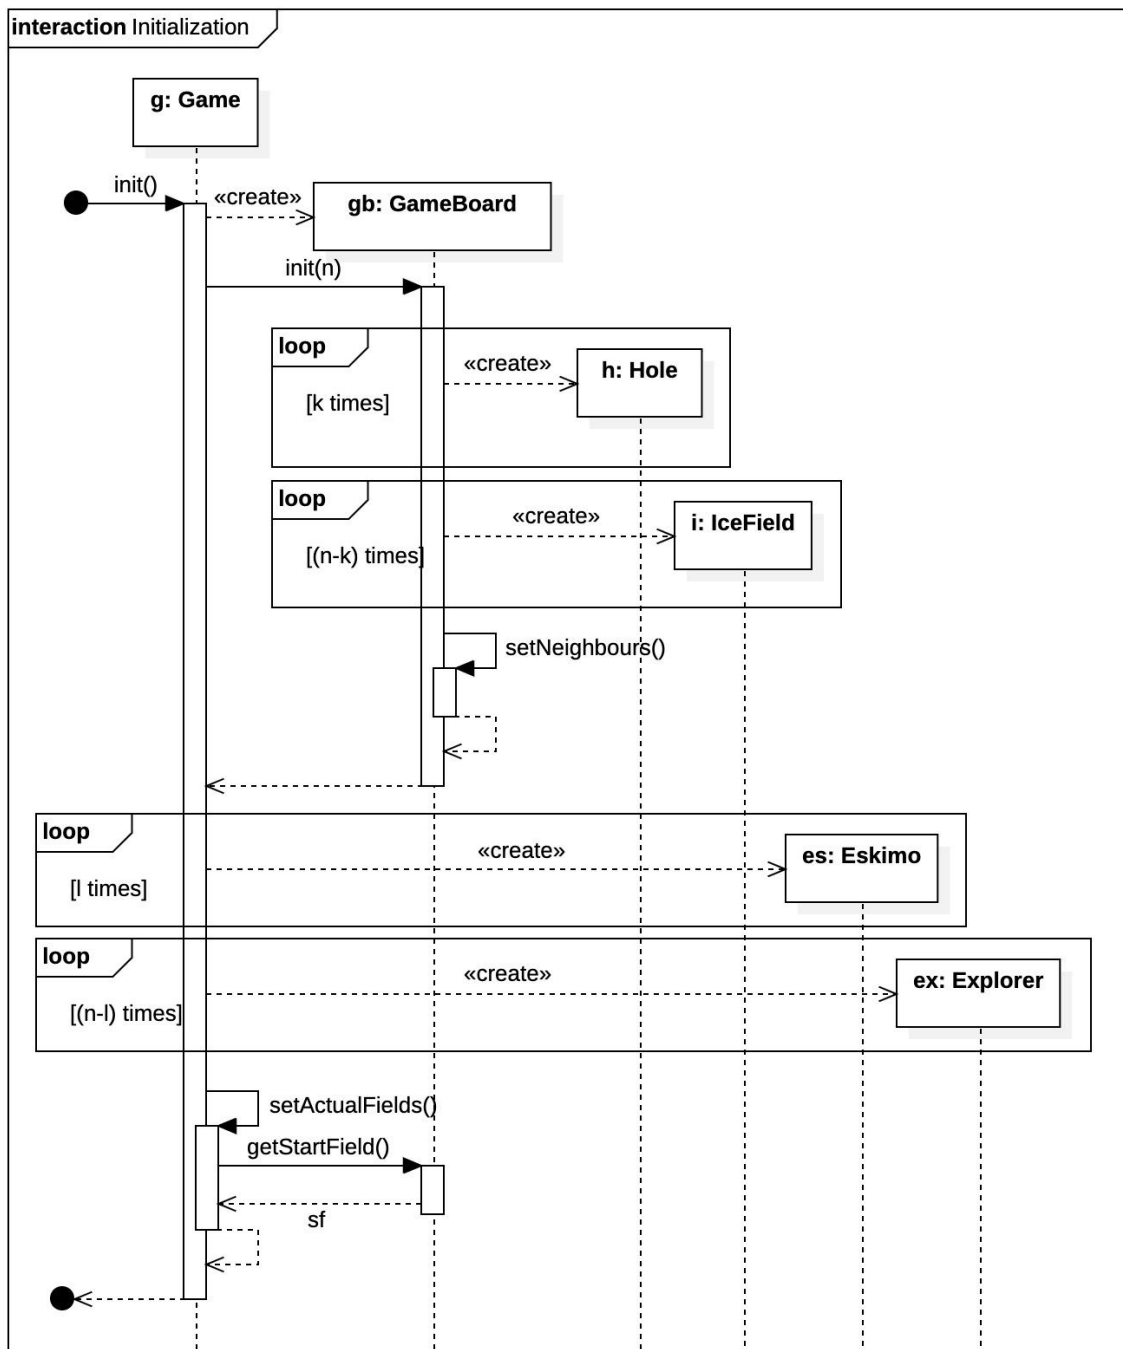 interaction Initialization
g: Game
init()
«create»
gb: GameBoard
init(n)
loop
«create»
h: Hole
[k times]
loop
«create»
i: IceField
[(n-k) times]
setNeighbours()
loop
«create»
es: Eskimo
[l times]
loop
«create»
ex: Explorer
[(n-l) times]
setActualFields()
getStartField()
sf